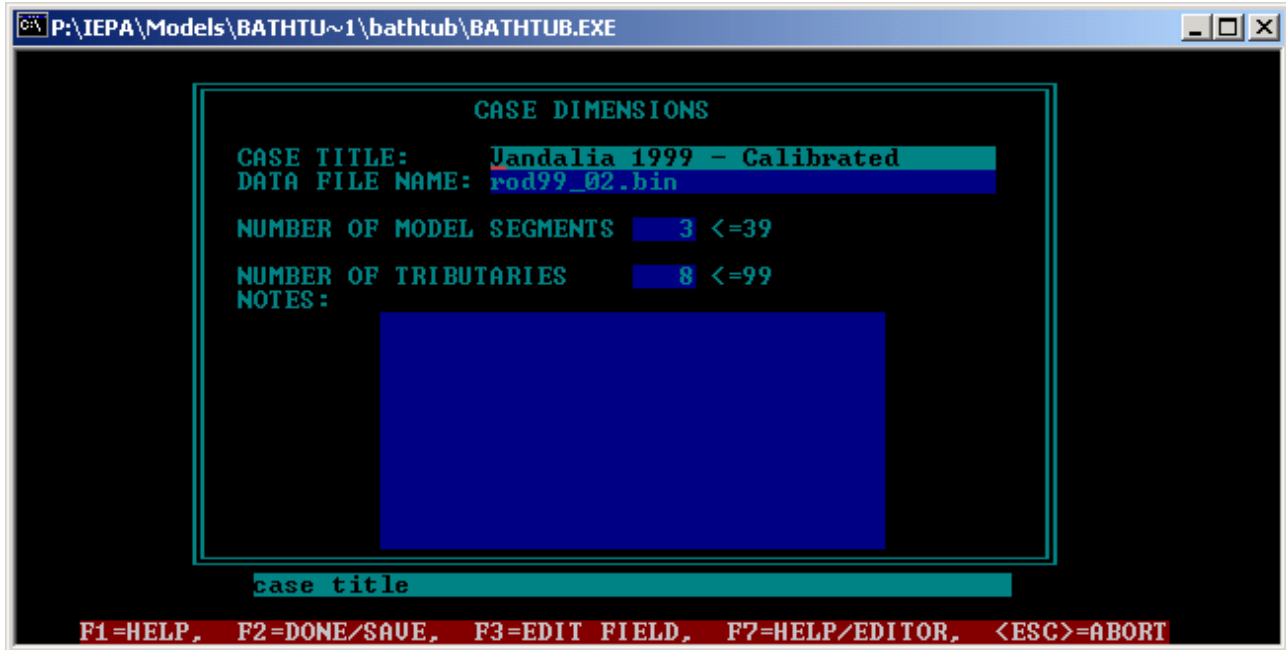 P:\IEPA\Models\BATHTU~1\bathtub\BATHTUB.EXE
CASE DIMENSIONS
CASE TITLE: Vandalia 1999 - Calibrated
DATA FILE NAME: rod99_02.bin
NUMBER OF MODEL SEGMENTS 3 <=39
NUMBER OF TRIBUTARIES 8 <=99
NOTES:
case title
F1=HELP, F2=DONE/SAVE, F3=EDIT FIELD, F7=HELP/EDITOR, <ESC>=ABORT